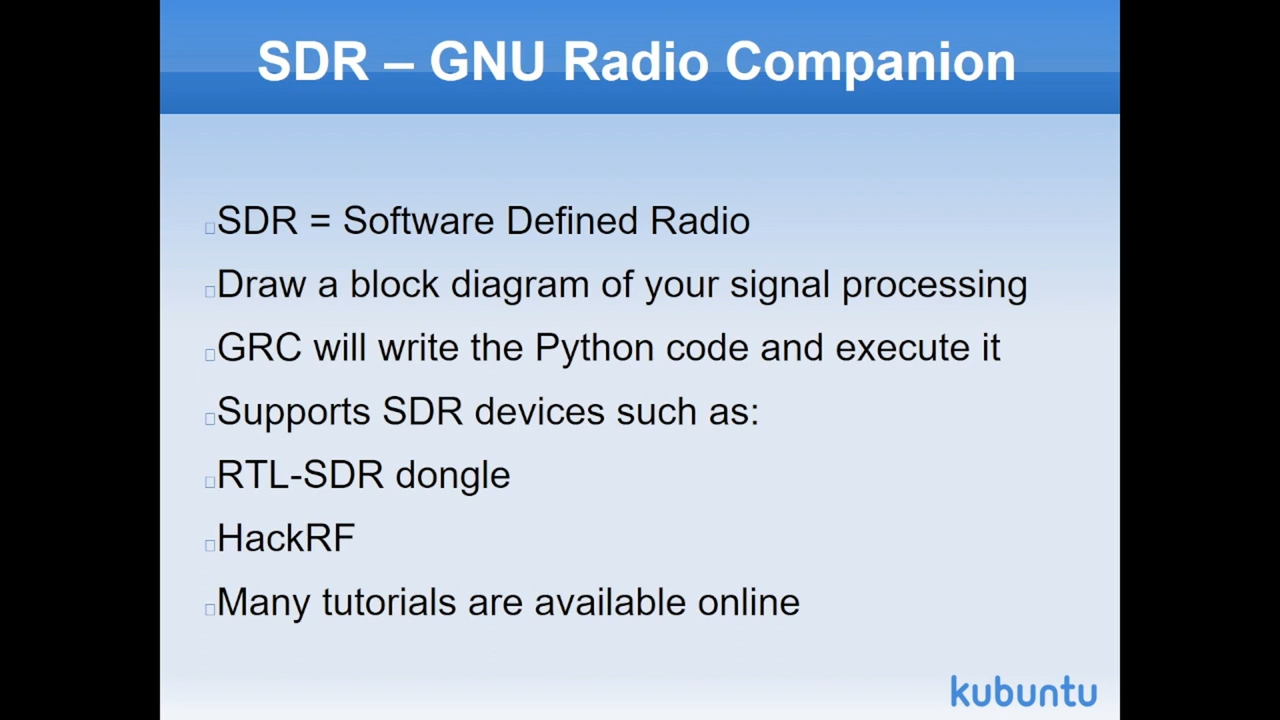 SDR – GNU Radio Companion
SDR = Software Defined Radio
Draw a block diagram of your signal processing
GRC will write the Python code and execute it
Supports SDR devices such as:
RTL-SDR dongle
HackRF
Many tutorials are available online
kubuntu